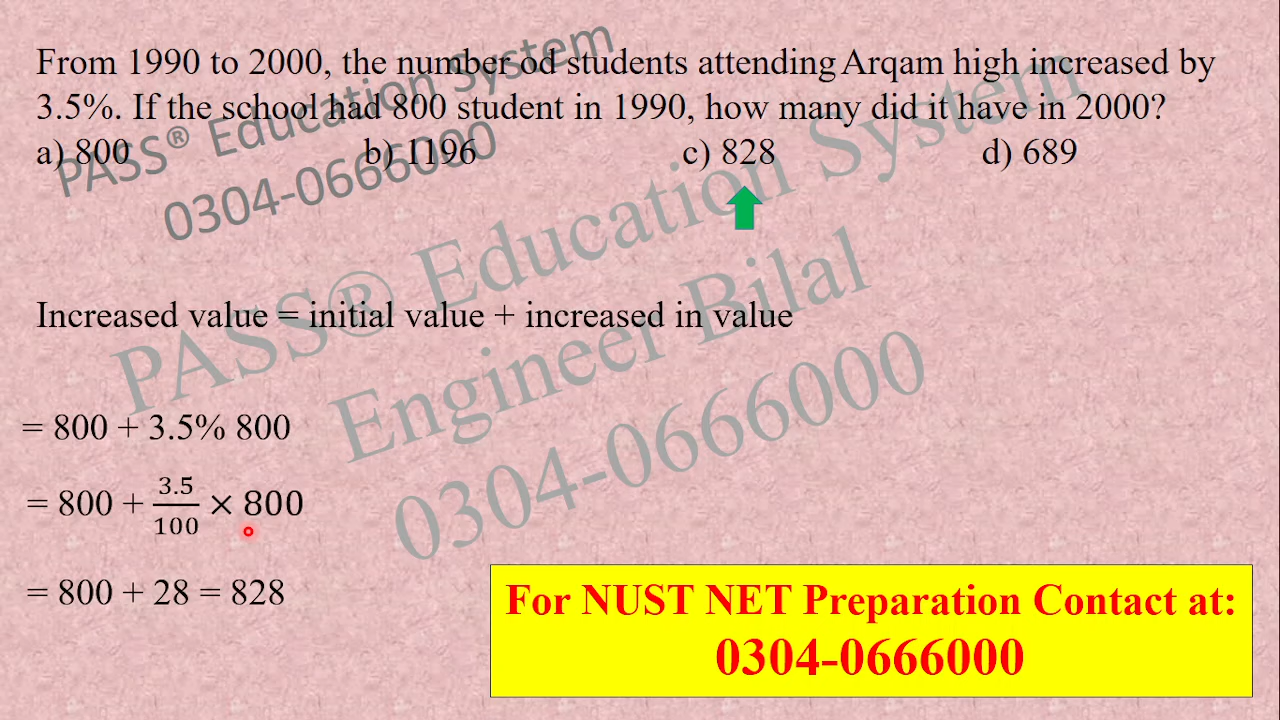 From 1990 to 2000, the number od students attending Arqam high increased by
3.5%. If the school had 800 student in 1990, how many did it have in 2000?
a) 800 b) 1196 c) 828 d) 689
PASS® Education System
0304-0666000
PASS® Education System
Engineer Bilal
0304-0666000
Increased value = initial value + increased in value
= 800 + 3.5% 800
= 800 + 3.5/100 × 800
= 800 + 28 = 828
For NUST NET Preparation Contact at:
0304-0666000